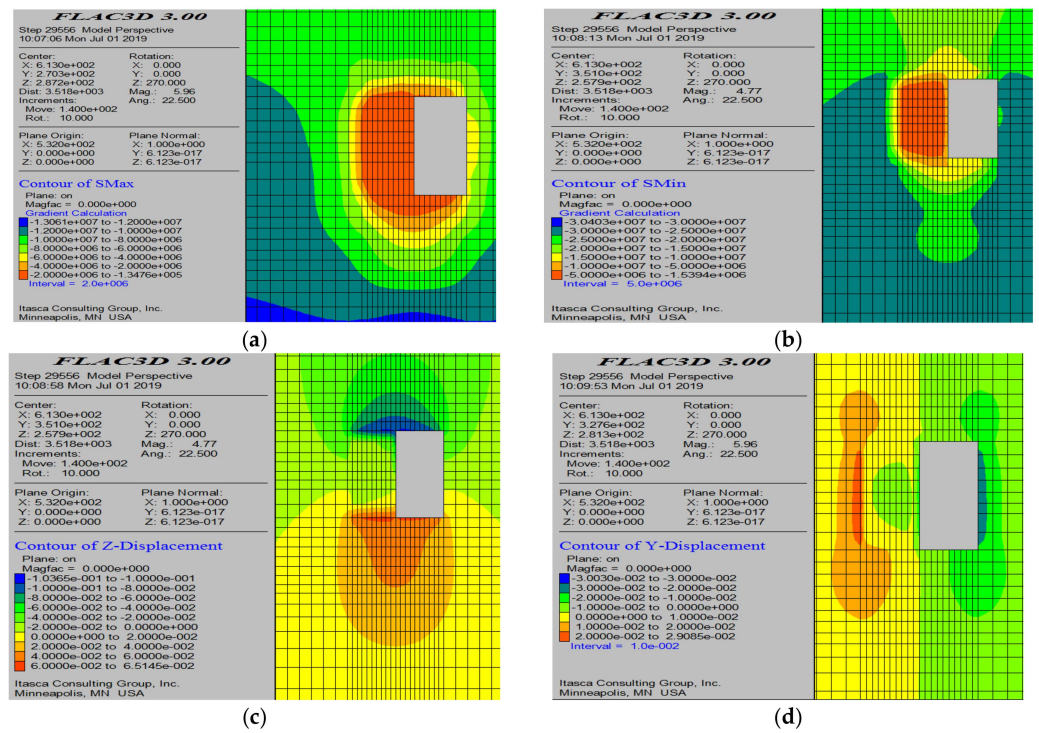 FLAC3D 3.00
Step 29556 Model Perspective
10:07:06 Mon Jul 01 2019
Center: Rotation:
X: 6.130e+002 X: 0.000
Y: 2.703e+002 Y: 0.000
Z: 2.872e+002 Z: 270.000
Dist: 3.518e+003 Mag.: 5.96
Increments: Ang.: 22.500
Move: 1.400e+002
Rot.: 10.000
Plane Origin: Plane Normal:
X: 5.320e+002 X: 1.000e+000
Y: 0.000e+000 Y: 6.123e-017
Z: 0.000e+000 Z: 6.123e-017
Contour of SMax
Plane: on
Magfac = 0.000e+000
Gradient Calculation
-1.3061e+007 to -1.2000e+007
-1.2000e+007 to -1.0000e+007
-1.0000e+007 to -8.0000e+006
-8.0000e+006 to -6.0000e+006
-6.0000e+006 to -4.0000e+006
-4.0000e+006 to -2.0000e+006
-2.0000e+006 to -1.3476e+005
Interval = 2.0e+006
Itasca Consulting Group, Inc.
Minneapolis, MN USA
(a)
FLAC3D 3.00
Step 29556 Model Perspective
10:08:13 Mon Jul 01 2019
Center: Rotation:
X: 6.130e+002 X: 0.000
Y: 3.510e+002 Y: 0.000
Z: 2.579e+002 Z: 270.000
Dist: 3.518e+003 Mag.: 4.77
Increments: Ang.: 22.500
Move: 1.400e+002
Rot.: 10.000
Plane Origin: Plane Normal:
X: 5.320e+002 X: 1.000e+000
Y: 0.000e+000 Y: 6.123e-017
Z: 0.000e+000 Z: 6.123e-017
Contour of SMin
Plane: on
Magfac = 0.000e+000
Gradient Calculation
-3.0403e+007 to -3.0000e+007
-3.0000e+007 to -2.5000e+007
-2.5000e+007 to -2.0000e+007
-2.0000e+007 to -1.5000e+007
-1.5000e+007 to -1.0000e+007
-1.0000e+007 to -5.0000e+006
-5.0000e+006 to -1.5394e+006
Interval = 5.0e+006
Itasca Consulting Group, Inc.
Minneapolis, MN USA
(b)
FLAC3D 3.00
Step 29556 Model Perspective
10:08:58 Mon Jul 01 2019
Center: Rotation:
X: 6.130e+002 X: 0.000
Y: 3.510e+002 Y: 0.000
Z: 2.579e+002 Z: 270.000
Dist: 3.518e+003 Mag.: 4.77
Increments: Ang.: 22.500
Move: 1.400e+002
Rot.: 10.000
Plane Origin: Plane Normal:
X: 5.320e+002 X: 1.000e+000
Y: 0.000e+000 Y: 6.123e-017
Z: 0.000e+000 Z: 6.123e-017
Contour of Z-Displacement
Plane: on
Magfac = 0.000e+000
-1.0365e-001 to -1.0000e-001
-1.0000e-001 to -8.0000e-002
-8.0000e-002 to -6.0000e-002
-6.0000e-002 to -4.0000e-002
-4.0000e-002 to -2.0000e-002
-2.0000e-002 to 0.0000e+000
0.0000e+000 to 2.0000e-002
2.0000e-002 to 4.0000e-002
4.0000e-002 to 6.0000e-002
6.0000e-002 to 6.5145e-002
Itasca Consulting Group, Inc.
Minneapolis, MN USA
(c)
FLAC3D 3.00
Step 29556 Model Perspective
10:09:53 Mon Jul 01 2019
Center: Rotation:
X: 6.130e+002 X: 0.000
Y: 3.276e+002 Y: 0.000
Z: 2.813e+002 Z: 270.000
Dist: 3.518e+003 Mag.: 5.96
Increments: Ang.: 22.500
Move: 1.400e+002
Rot.: 10.000
Plane Origin: Plane Normal:
X: 5.320e+002 X: 1.000e+000
Y: 0.000e+000 Y: 6.123e-017
Z: 0.000e+000 Z: 6.123e-017
Contour of Y-Displacement
Plane: on
Magfac = 0.000e+000
-3.0030e-002 to -3.0000e-002
-3.0000e-002 to -2.0000e-002
-2.0000e-002 to -1.0000e-002
-1.0000e-002 to 0.0000e+000
0.0000e+000 to 1.0000e-002
1.0000e-002 to 2.0000e-002
2.0000e-002 to 2.9085e-002
Interval = 1.0e-002
Itasca Consulting Group, Inc.
Minneapolis, MN USA
(d)